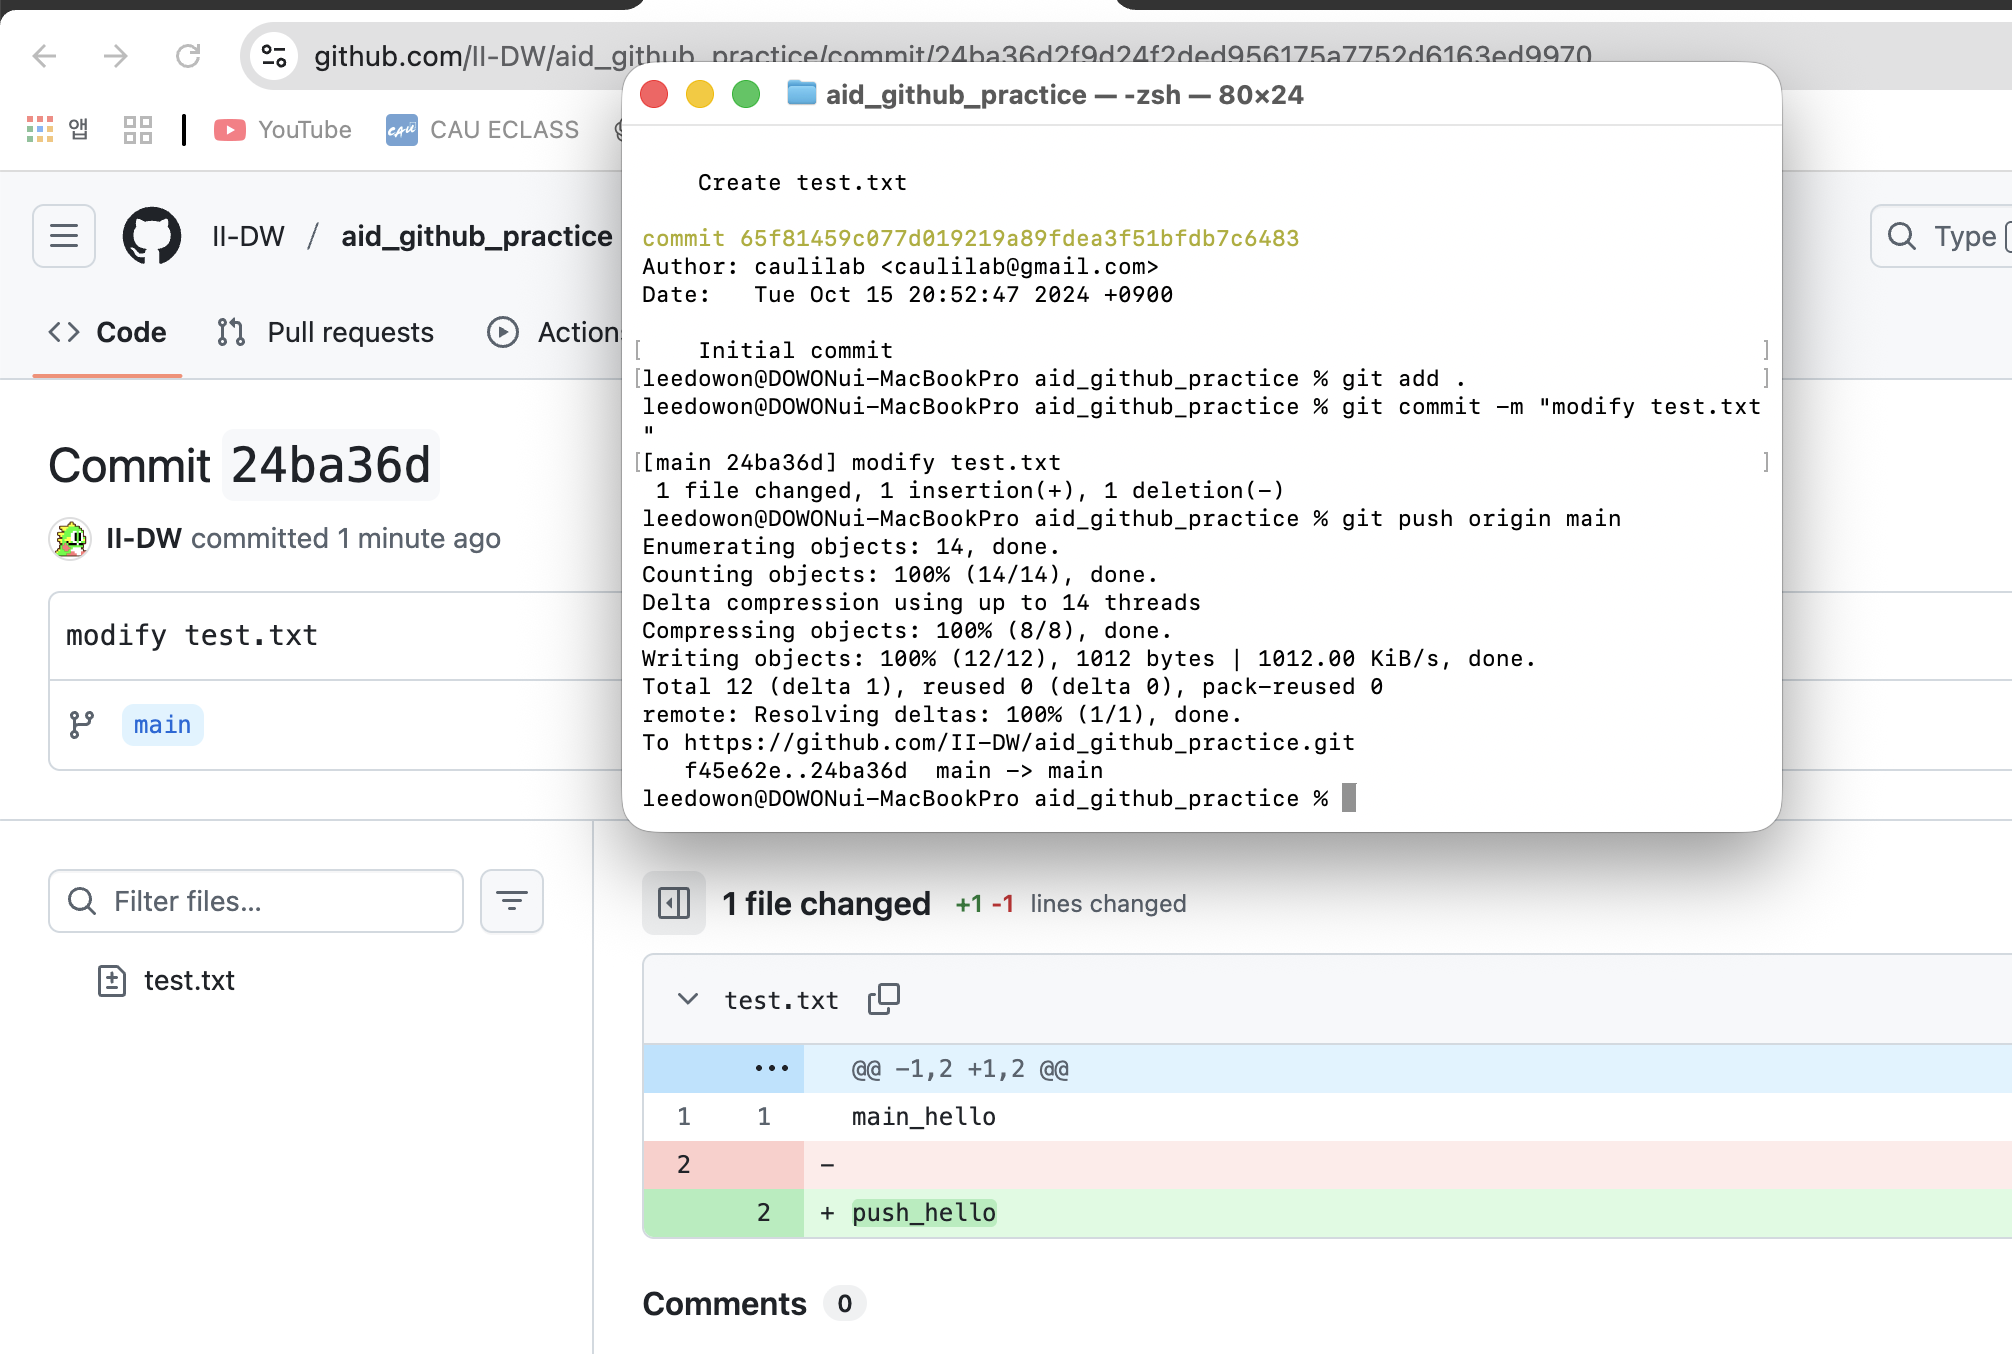 github.com/II-DW/aid_github_practice/commit/24ba36d2f9d24f2ded956175a7752d6163ed9970
앱
YouTube
CAU
CAU ECLASS
aid_github_practice — -zsh — 80×24
II-DW / aid_github_practice
Type
Code
Pull requests
Actions
Create test.txt
commit 65f81459c077d019219a89fdea3f51bfdb7c6483
Author: caulilab <caulilab@gmail.com>
Date:   Tue Oct 15 20:52:47 2024 +0900
[    Initial commit ]
[leedowon@DOWONui-MacBookPro aid_github_practice % git add . ]
leedowon@DOWONui-MacBookPro aid_github_practice % git commit -m "modify test.txt
"
[[main 24ba36d] modify test.txt ]
 1 file changed, 1 insertion(+), 1 deletion(-)
leedowon@DOWONui-MacBookPro aid_github_practice % git push origin main
Enumerating objects: 14, done.
Counting objects: 100% (14/14), done.
Delta compression using up to 14 threads
Compressing objects: 100% (8/8), done.
Writing objects: 100% (12/12), 1012 bytes | 1012.00 KiB/s, done.
Total 12 (delta 1), reused 0 (delta 0), pack-reused 0
remote: Resolving deltas: 100% (1/1), done.
To https://github.com/II-DW/aid_github_practice.git
   f45e62e..24ba36d  main -> main
leedowon@DOWONui-MacBookPro aid_github_practice %
Commit 24ba36d
II-DW committed 1 minute ago
modify test.txt
main
Filter files...
test.txt
1 file changed +1 -1 lines changed
test.txt
@@ -1,2 +1,2 @@
1 1 main_hello
2 -
2 + push_hello
Comments 0